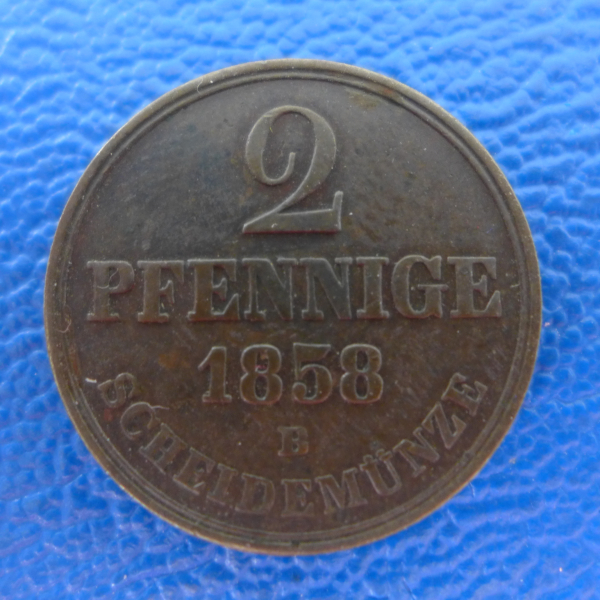 2
PFENNIGE
1858
B
SCHEIDEMÜNZE